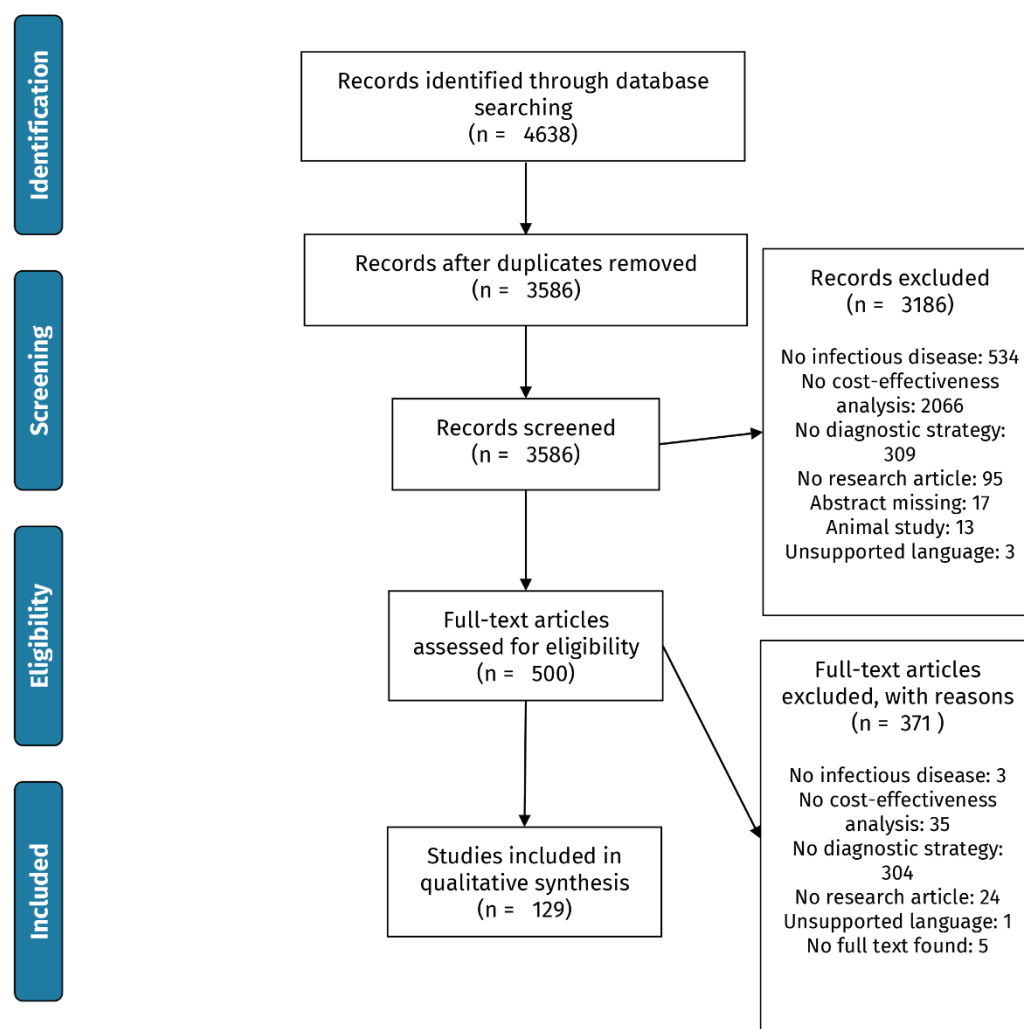 Identification
Records identified through database
searching
(n = 4638)
Records after duplicates removed
(n = 3586)
Screening
Records screened
(n = 3586)
Records excluded
(n = 3186)
No infectious disease: 534
No cost-effectiveness
analysis: 2066
No diagnostic strategy:
309
No research article: 95
Abstract missing: 17
Animal study: 13
Unsupported language: 3
Eligibility
Full-text articles
assessed for eligibility
(n = 500)
Full-text articles
excluded, with reasons
(n = 371 )
No infectious disease: 3
No cost-effectiveness
analysis: 35
No diagnostic strategy:
304
No research article: 24
Unsupported language: 1
No full text found: 5
Included
Studies included in
qualitative synthesis
(n = 129)